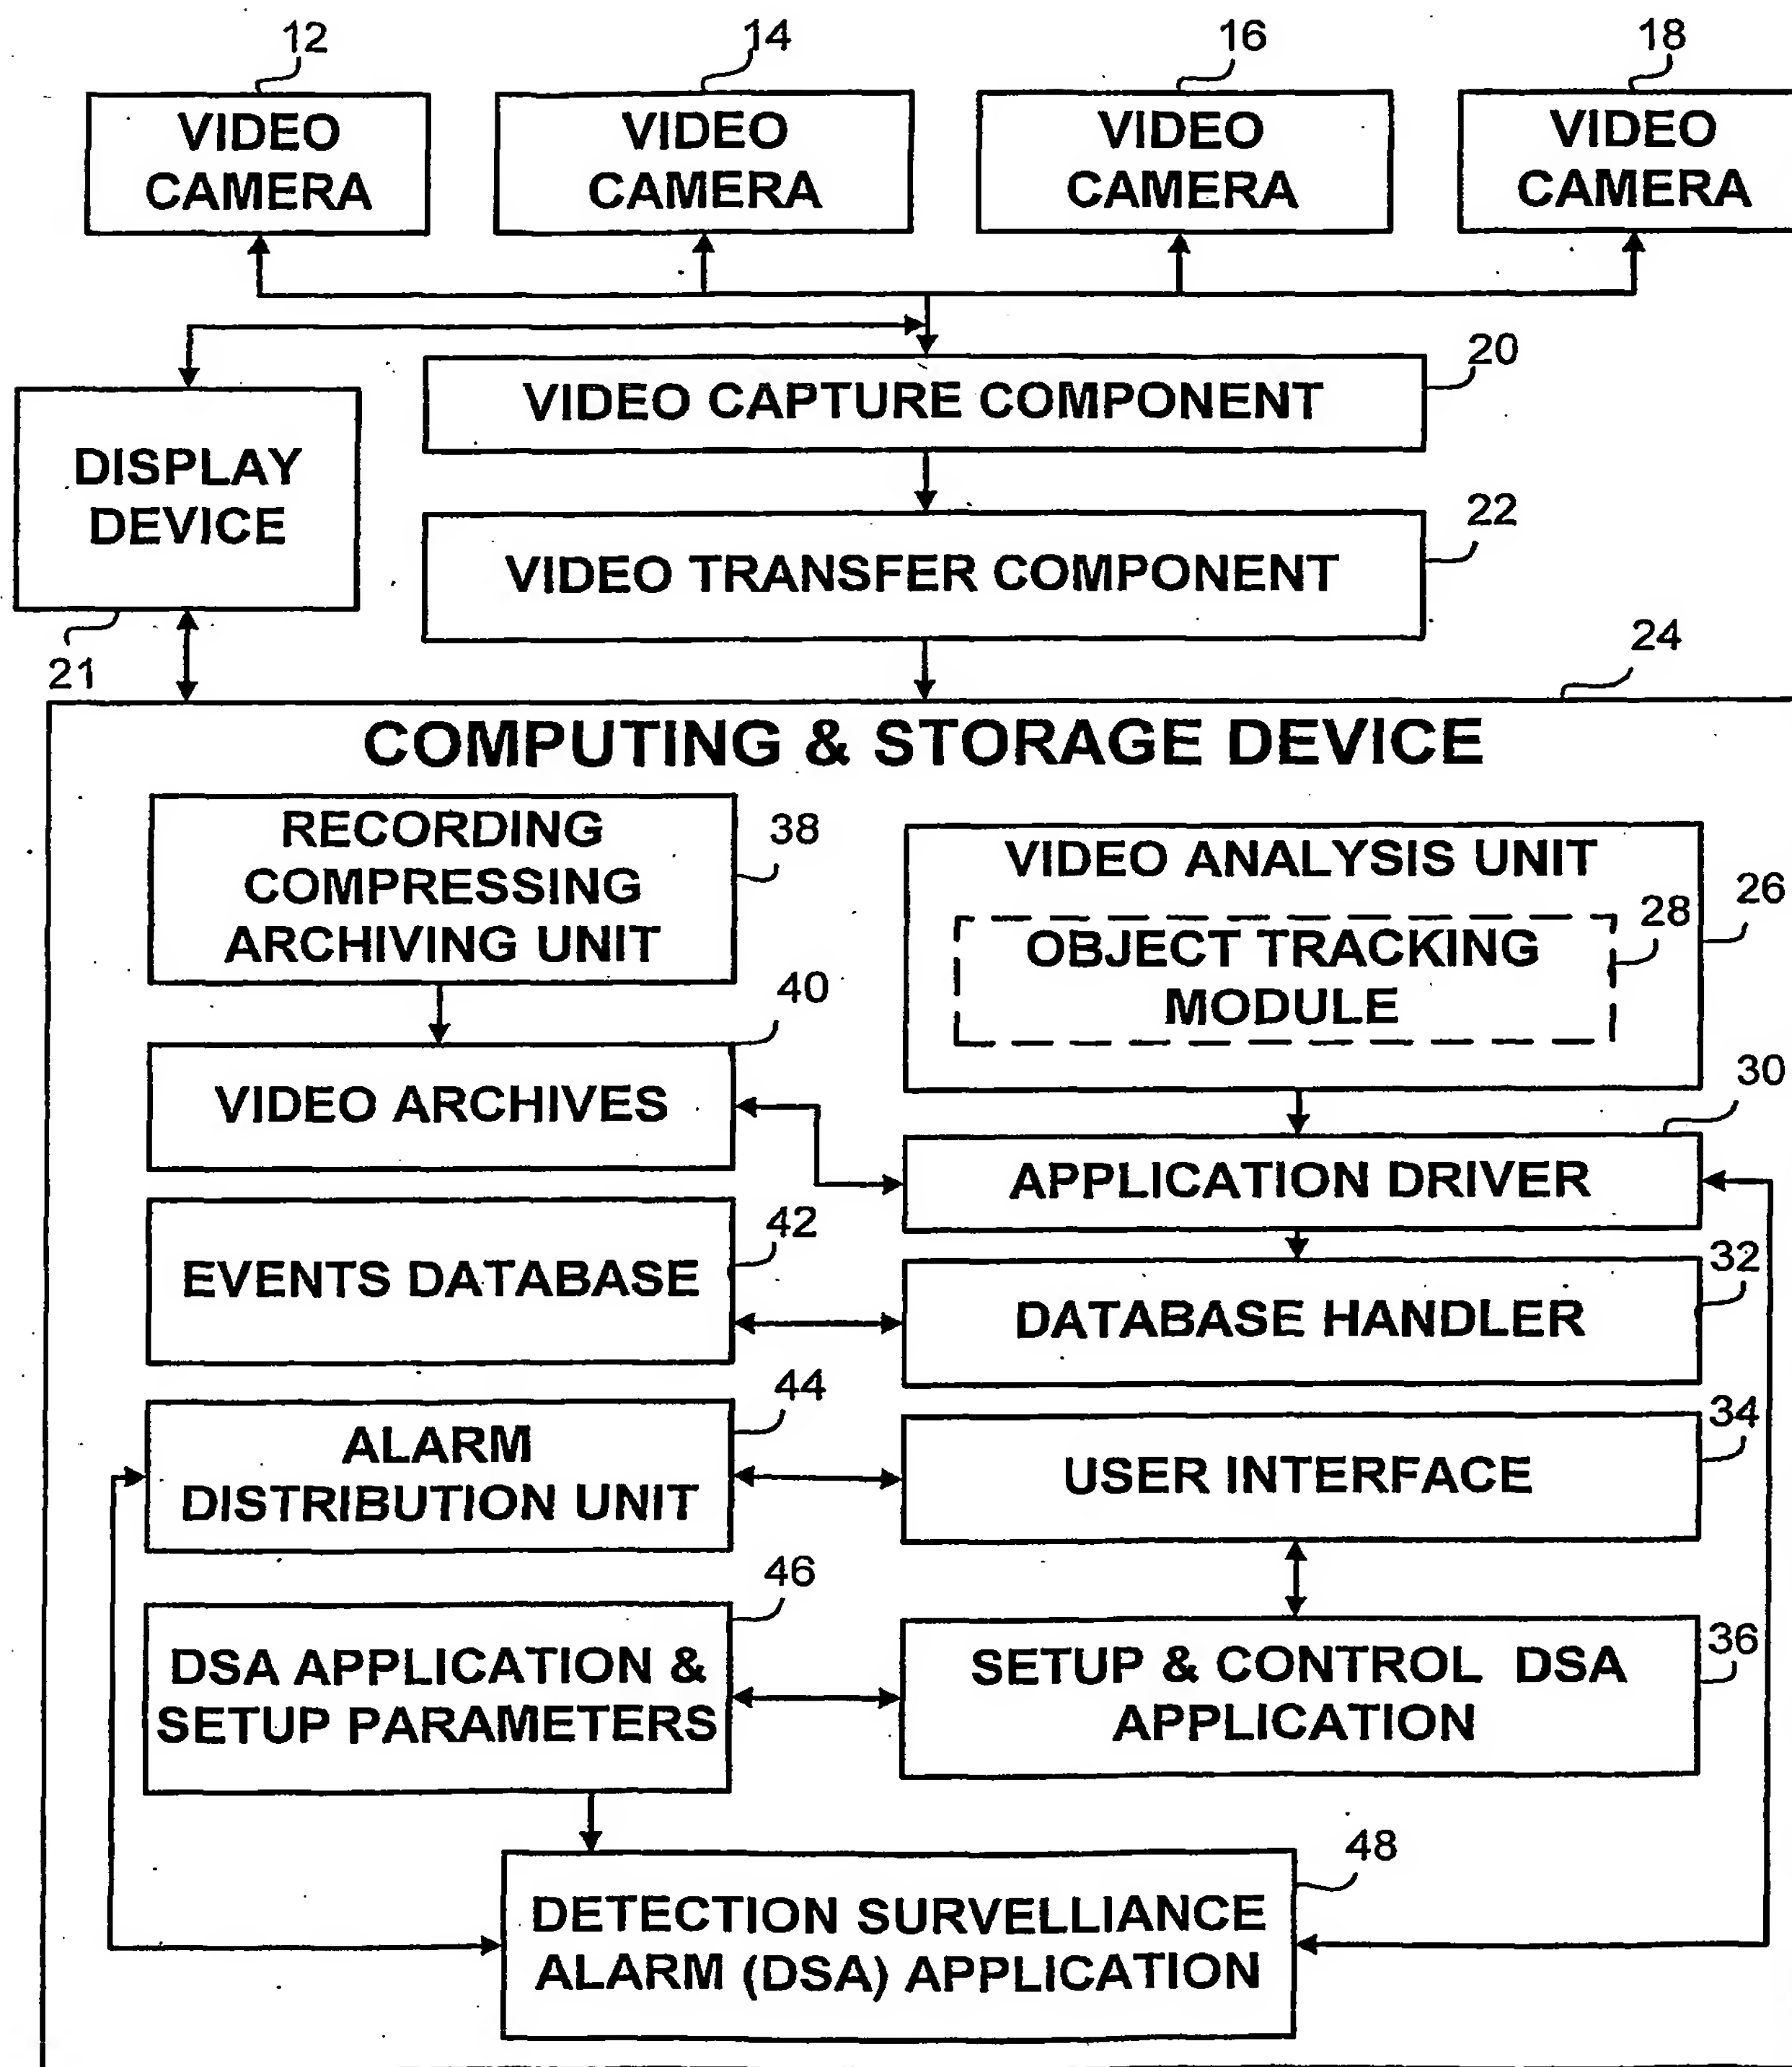 12
14
16
18
VIDEO
CAMERA
VIDEO
CAMERA
VIDEO
CAMERA
VIDEO
CAMERA
20
VIDEO CAPTURE COMPONENT
DISPLAY
DEVICE
21
22
VIDEO TRANSFER COMPONENT
24
COMPUTING & STORAGE DEVICE
RECORDING
COMPRESSING
ARCHIVING UNIT
38
VIDEO ANALYSIS UNIT
26
28
OBJECT TRACKING
MODULE
40
VIDEO ARCHIVES
30
APPLICATION DRIVER
42
EVENTS DATABASE
32
DATABASE HANDLER
44
ALARM
DISTRIBUTION UNIT
34
USER INTERFACE
46
DSA APPLICATION &
SETUP PARAMETERS
36
SETUP & CONTROL DSA
APPLICATION
48
DETECTION SURVELLIANCE
ALARM (DSA) APPLICATION